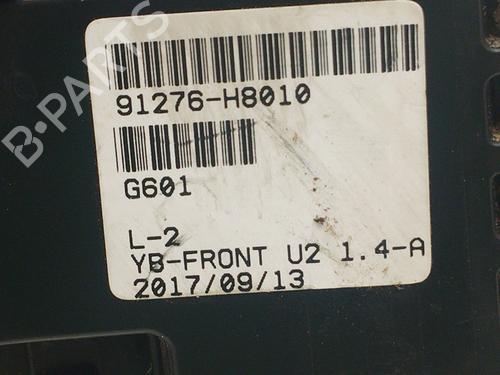 B-PARTS
91276-H8010
G601
L-2
YB-FRONT U2 1.4-A
2017/09/13